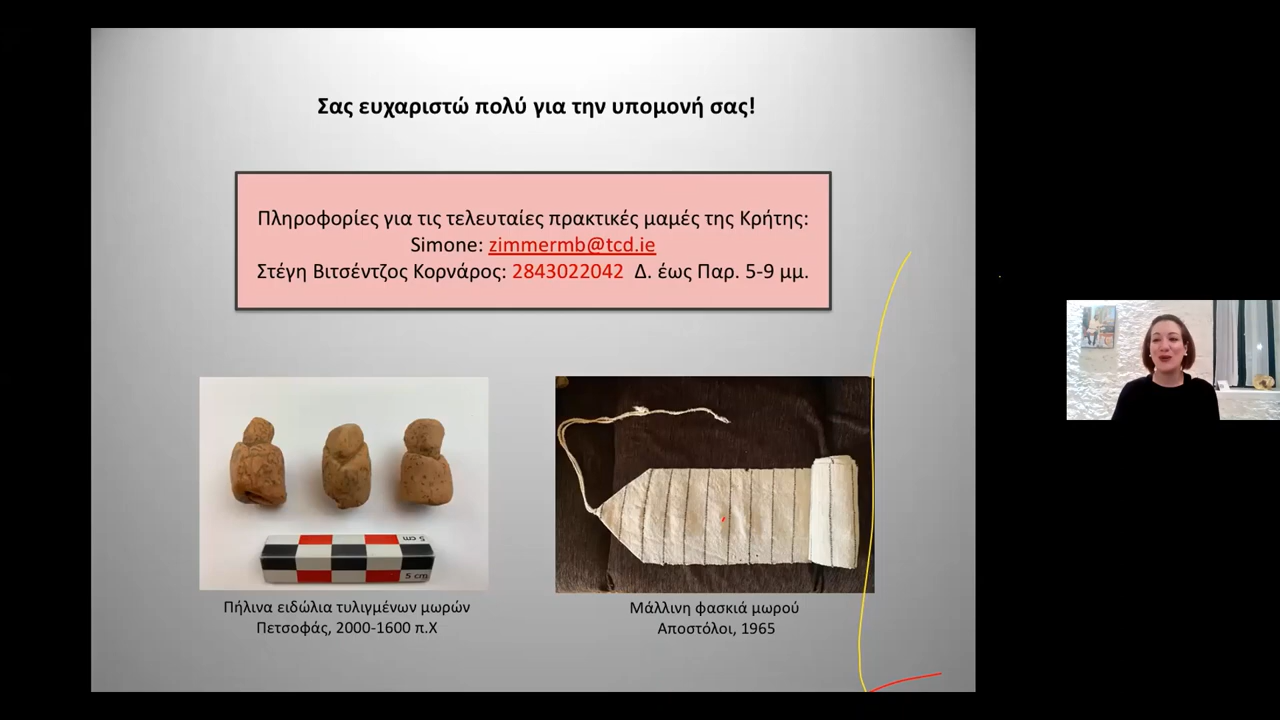 Σας ευχαριστώ πολύ για την υπομονή σας!
Πληροφορίες για τις τελευταίες πρακτικές μαμές της Κρήτης:
Simone: zimmermb@tcd.ie
Στέγη Βιτσέντζος Κορνάρος: 2843022042 Δ. έως Παρ. 5-9 μμ.
5 cm
5 cm
Πήλινα ειδώλια τυλιγμένων μωρών
Πετσοφάς, 2000-1600 π.Χ
Μάλλινη φασκιά μωρού
Αποστόλοι, 1965